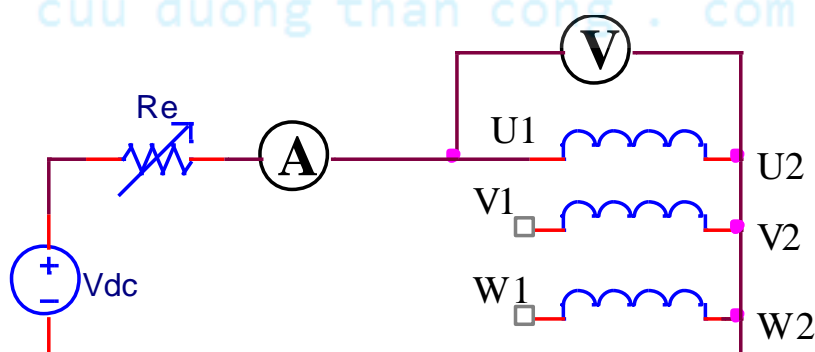 cuu duong than cong . com
V
Re
A
U1
U2
V1
V2
+
Vdc
−
W1
W2